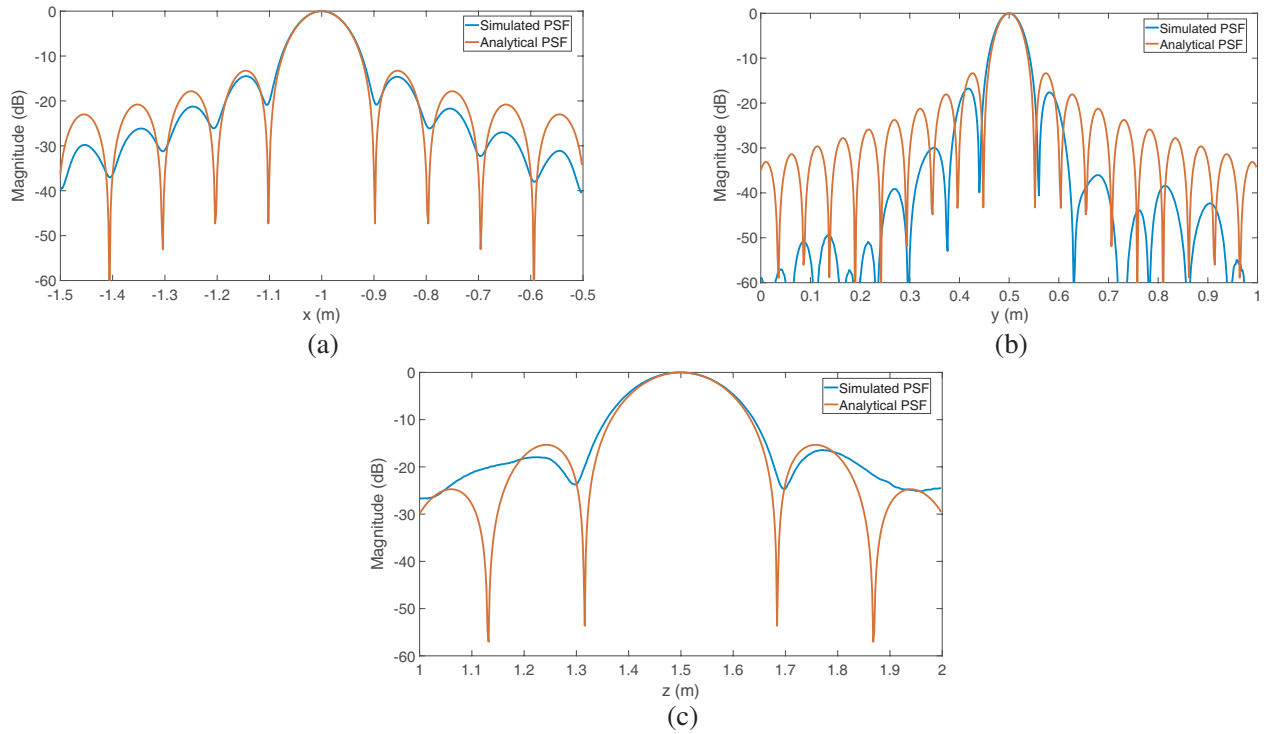 0
-10
-20
-30
-40
-50
-60
Magnitude (dB)
Simulated PSF
Analytical PSF
-1.5 -1.4 -1.3 -1.2 -1.1 -1 -0.9 -0.8 -0.7 -0.6 -0.5
x (m)
(a)
0
-10
-20
-30
-40
-50
-60
Magnitude (dB)
Simulated PSF
Analytical PSF
0 0.1 0.2 0.3 0.4 0.5 0.6 0.7 0.8 0.9 1
y (m)
(b)
0
-10
-20
-30
-40
-50
-60
Magnitude (dB)
Simulated PSF
Analytical PSF
1 1.1 1.2 1.3 1.4 1.5 1.6 1.7 1.8 1.9 2
z (m)
(c)